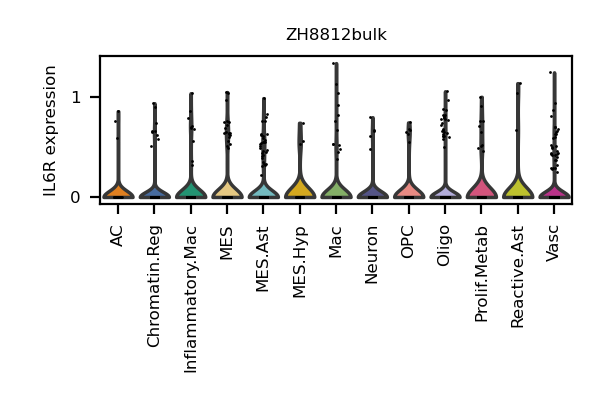 ZH8812bulk
IL6R expression
1
0
AC
Chromatin.Reg
Inflammatory.Mac
MES
MES.Ast
MES.Hyp
Mac
Neuron
OPC
Oligo
Prolif.Metab
Reactive.Ast
Vasc